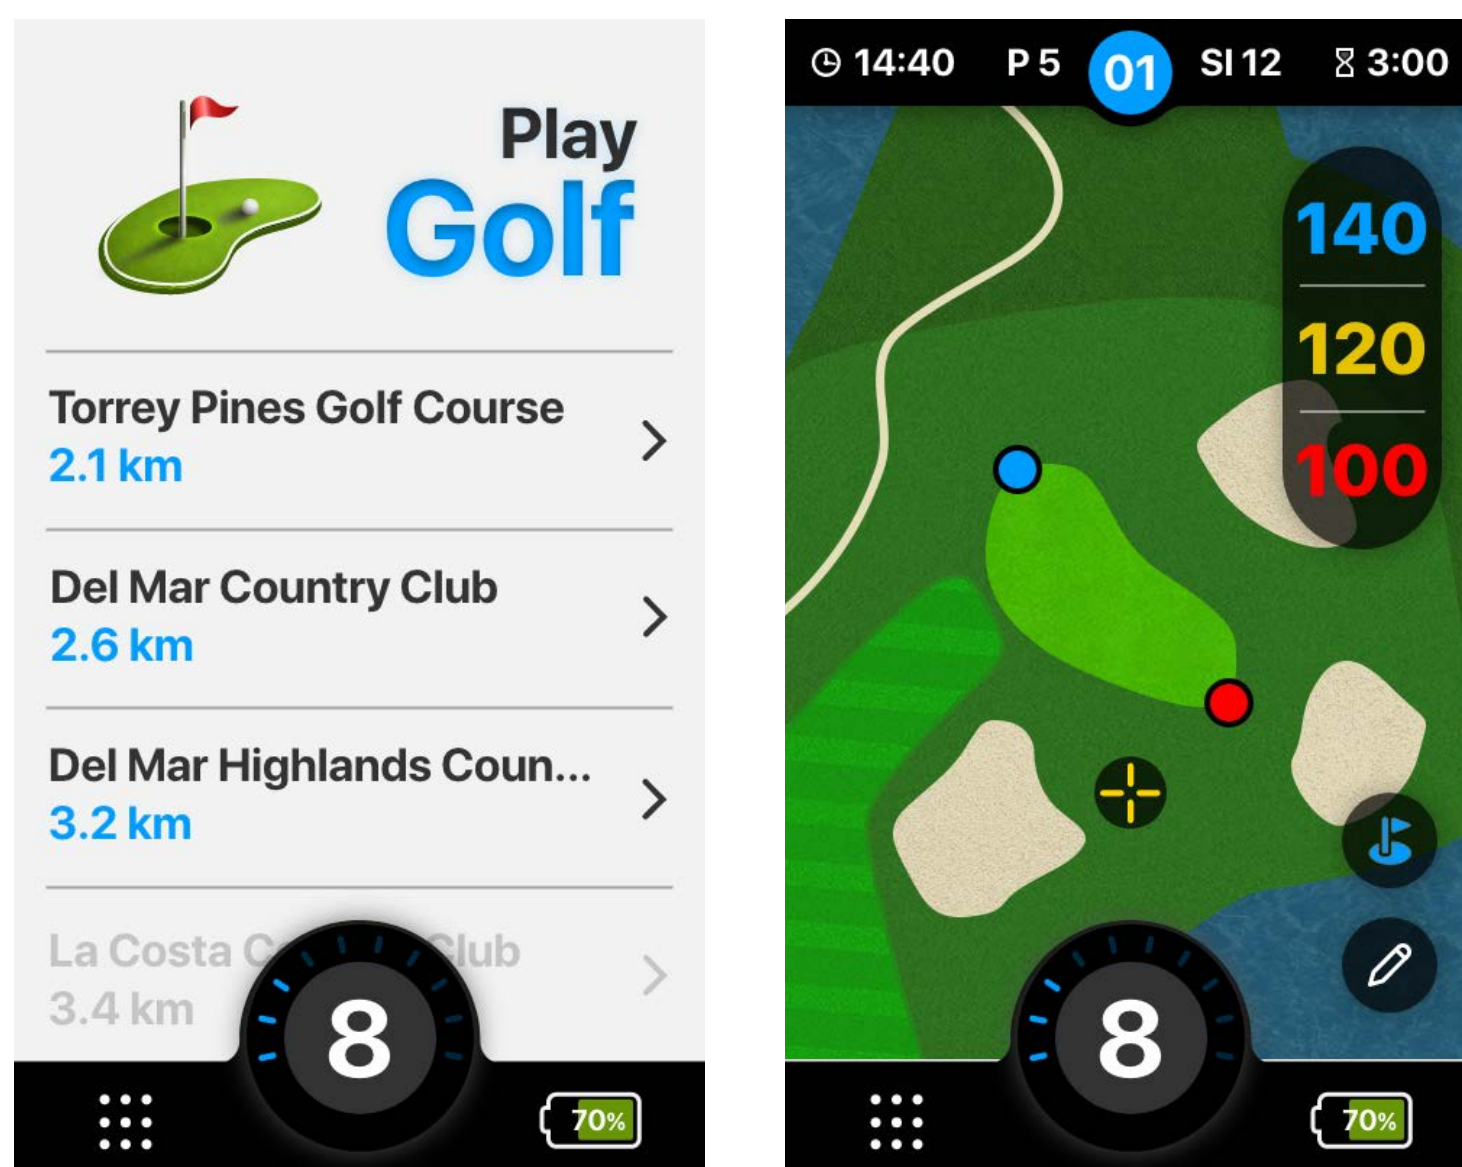 Play
Golf
Torrey Pines Golf Course
2.1 km
Del Mar Country Club
2.6 km
Del Mar Highlands Coun...
3.2 km
La Costa C lub
3.4 km
8
70%
14:40 P 5 01 SI 12 3:00
140
120
100
8
70%